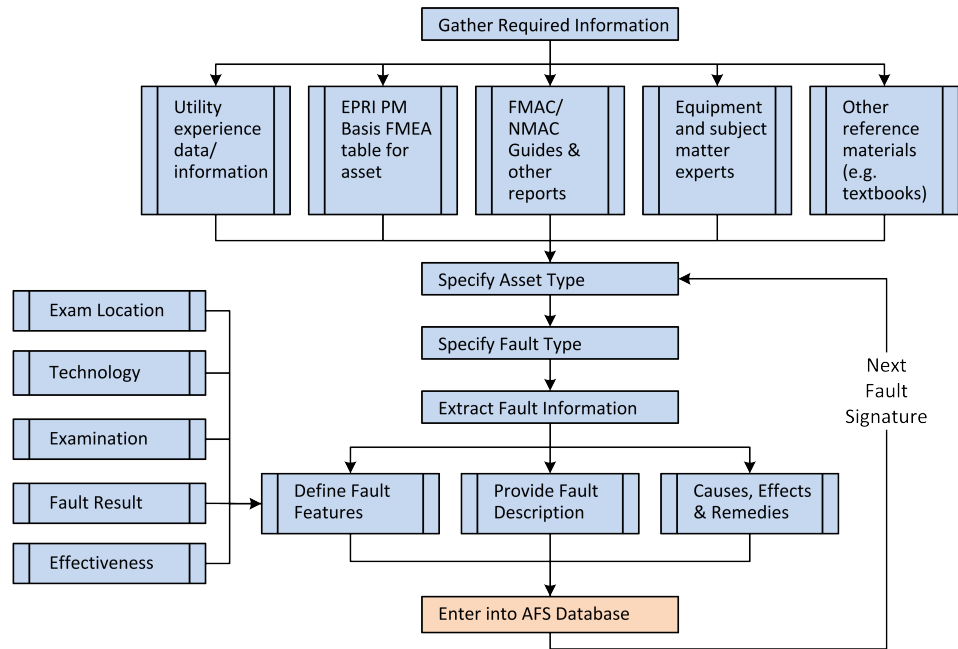 Gather Required Information
Utility
experience
data/
information
EPRI PM
Basis FMEA
table for
asset
FMAC/
NMAC
Guides &
other
reports
Equipment
and subject
matter
experts
Other
reference
materials
(e.g.
textbooks)
Specify Asset Type
Exam Location
Technology
Examination
Fault Result
Effectiveness
Specify Fault Type
Extract Fault Information
Define Fault
Features
Provide Fault
Description
Causes, Effects
& Remedies
Next
Fault
Signature
Enter into AFS Database